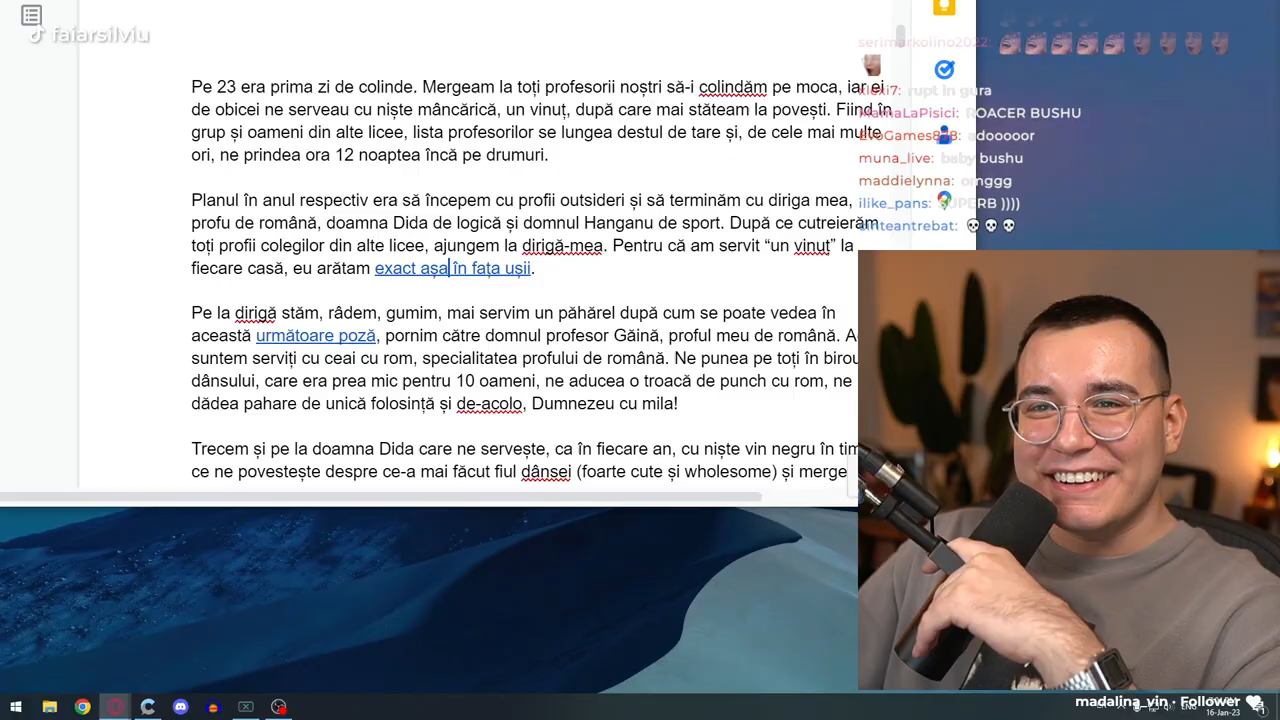 faiarsilviu
Pe 23 era prima zi de colinde. Mergeam la toți profesorii noștri să-i colindăm pe moca, iar ei
de obicei ne serveau cu niște mâncărică, un vinuț, după care mai stăteam la povești. Fiind în
grup și oameni din alte licee, lista profesorilor se lungea destul de tare și, de cele mai multe
ori, ne prindea ora 12 noaptea încă pe drumuri.
Planul în anul respectiv era să începem cu profii outsideri și să terminăm cu diriga mea,
profu de română, doamna Dida de logică și domnul Hanganu de sport. După ce cutreierăm
toți profii colegilor din alte licee, ajungem la dirigă-mea. Pentru că am servit “un vinuț” la
fiecare casă, eu arătam exact așa în fața ușii.
Pe la dirigă stăm, râdem, gumim, mai servim un păhărel după cum se poate vedea în
această următoare poză, pornim către domnul profesor Găină, proful meu de română.
suntem serviți cu ceai cu rom, specialitatea profului de română. Ne punea pe toți în birou
dânsului, care era prea mic pentru 10 oameni, ne aducea o troacă de punch cu rom, ne
dădea pahare de unică folosință și de-acolo, Dumnezeu cu mila!
Trecem și pe la doamna Dida care ne servește, ca în fiecare an, cu niște vin negru în tim
ce ne povestește despre ce-a mai făcut fiul dânsei (foarte cute și wholesome) și merge
serimarkolino2022:
xlexi7: rupt in gura
MamaLaPisici: ROACER BUSHU
EvoGames878: adooooor
muna_live: baby bushu
maddielynna: omggg
ilike_pans: SUPERB ))))
ointeantrebat: 💀💀💀
madalina_vin · Follower
ENG
16-Jan-23